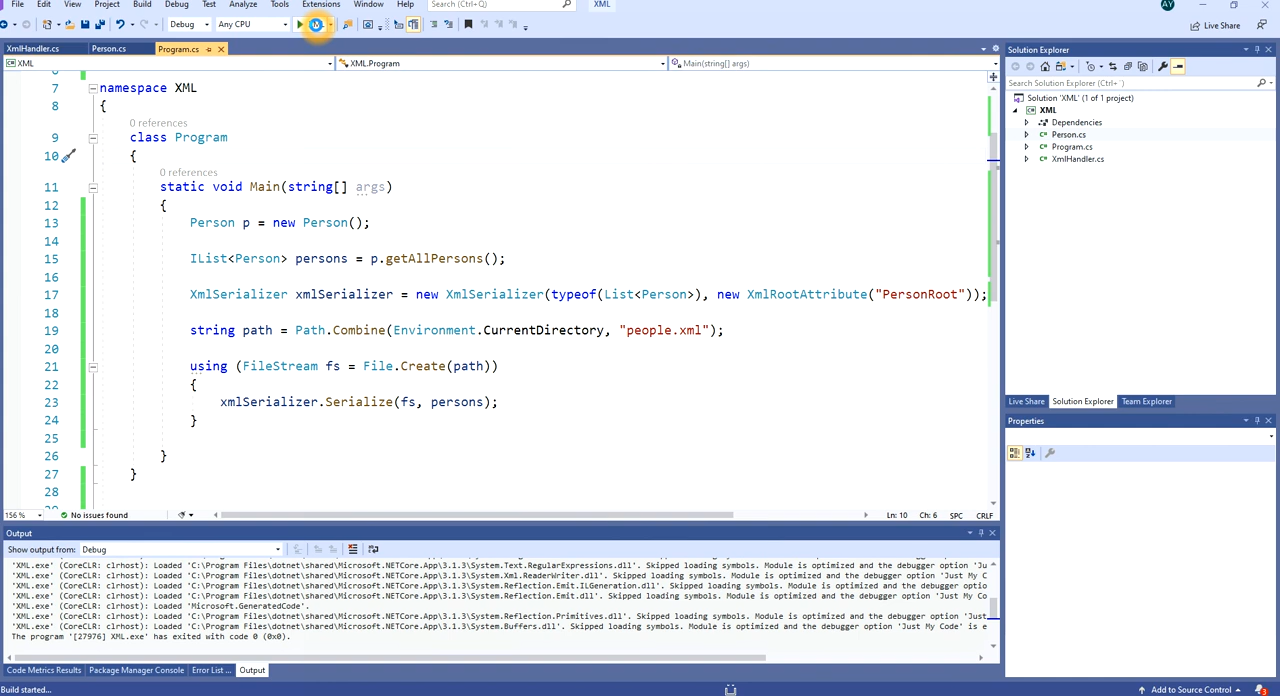 File Edit View Project Build Debug Test Analyze Tools Extensions Window Help Search (Ctrl+Q) XML AY
Debug Any CPU Live Share
XmlHandler.cs Person.cs Program.cs
XML XML.Program Main(string[] args)
7 namespace XML
8 {
0 references
9 class Program
10 {
0 references
11 static void Main(string[] args)
12 {
13 Person p = new Person();
14
15 IList<Person> persons = p.getAllPersons();
16
17 XmlSerializer xmlSerializer = new XmlSerializer(typeof(List<Person>), new XmlRootAttribute("PersonRoot"));
18
19 string path = Path.Combine(Environment.CurrentDirectory, "people.xml");
20
21 using (FileStream fs = File.Create(path))
22 {
23 xmlSerializer.Serialize(fs, persons);
24 }
25
26 }
27 }
28
156 % No issues found Ln: 10 Ch: 6 SPC CRLF
Output
Show output from: Debug
'XML.exe' (CoreCLR: clrhost): Loaded 'C:\Program Files\dotnet\shared\Microsoft.NETCore.App\3.1.3\System.Text.RegularExpressions.dll'. Skipped loading symbols. Module is optimized and the debugger option 'Ju
'XML.exe' (CoreCLR: clrhost): Loaded 'C:\Program Files\dotnet\shared\Microsoft.NETCore.App\3.1.3\System.Xml.ReaderWriter.dll'. Skipped loading symbols. Module is optimized and the debugger option 'Just My C
'XML.exe' (CoreCLR: clrhost): Loaded 'C:\Program Files\dotnet\shared\Microsoft.NETCore.App\3.1.3\System.Reflection.Emit.ILGeneration.dll'. Skipped loading symbols. Module is optimized and the debugger optio
'XML.exe' (CoreCLR: clrhost): Loaded 'C:\Program Files\dotnet\shared\Microsoft.NETCore.App\3.1.3\System.Reflection.Emit.dll'. Skipped loading symbols. Module is optimized and the debugger option 'Just My Co
'XML.exe' (CoreCLR: clrhost): Loaded 'Microsoft.GeneratedCode'.
'XML.exe' (CoreCLR: clrhost): Loaded 'C:\Program Files\dotnet\shared\Microsoft.NETCore.App\3.1.3\System.Reflection.Primitives.dll'. Skipped loading symbols. Module is optimized and the debugger option 'Just
'XML.exe' (CoreCLR: clrhost): Loaded 'C:\Program Files\dotnet\shared\Microsoft.NETCore.App\3.1.3\System.Buffers.dll'. Skipped loading symbols. Module is optimized and the debugger option 'Just My Code' is e
The program '[27976] XML.exe' has exited with code 0 (0x0).
Code Metrics Results Package Manager Console Error List ... Output
Build started... Add to Source Control
Solution Explorer
Search Solution Explorer (Ctrl+¨)
Solution 'XML' (1 of 1 project)
XML
Dependencies
Person.cs
Program.cs
XmlHandler.cs
Live Share Solution Explorer Team Explorer
Properties